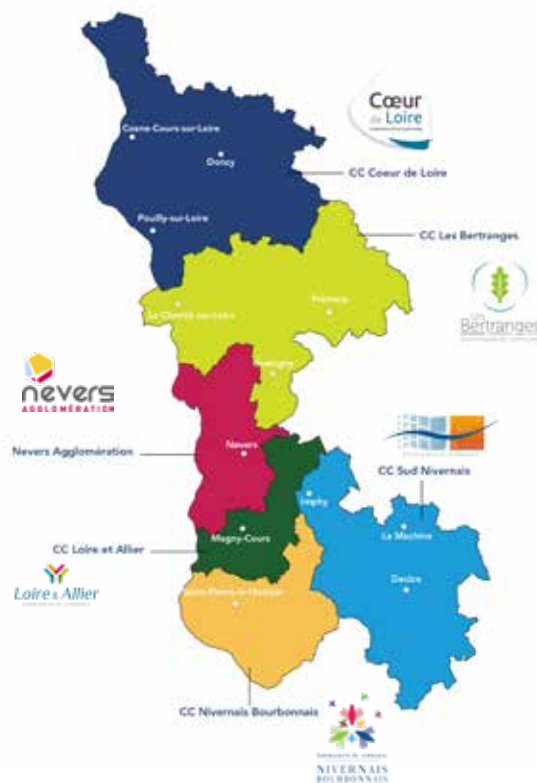 Cœur
de Loire
Cosne-Cours-sur-Loire
Donzy
CC Coeur de Loire
Pouilly-sur-Loire
CC Les Bertranges
La Charité-sur-Loire
Prémery
Les
Bertranges
Guérigny
nevers
AGGLOMÉRATION
Nevers Agglomération
Nevers
CC Sud Nivernais
Imphy
La Machine
Magny-Cours
CC Loire et Allier
Decize
Loire & Allier
Saint-Pierre-le-Moûtier
CC Nivernais Bourbonnais
NIVERNAIS
BOURBONNAIS